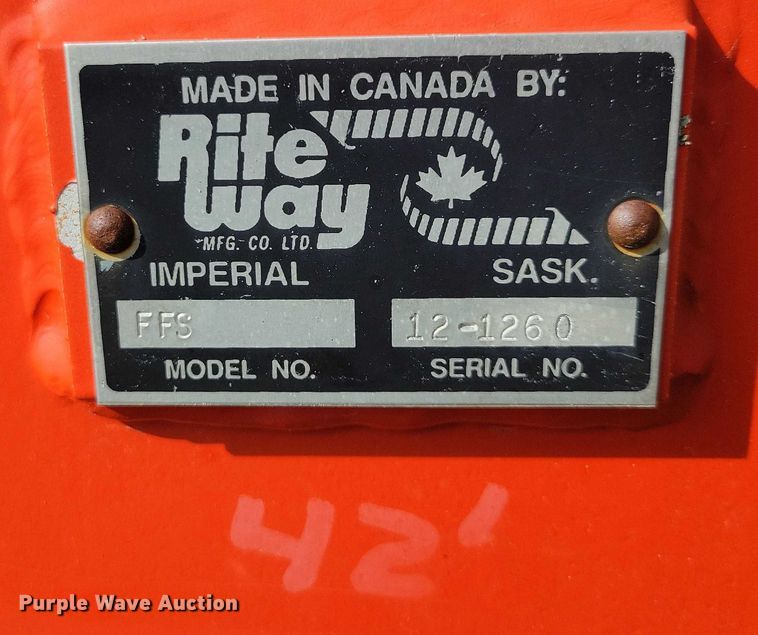 MADE IN CANADA BY:
Rite
way
MFG. CO. LTD.
IMPERIAL SASK.
FFS 12-1260
MODEL NO. SERIAL NO.
42'
Purple Wave Auction